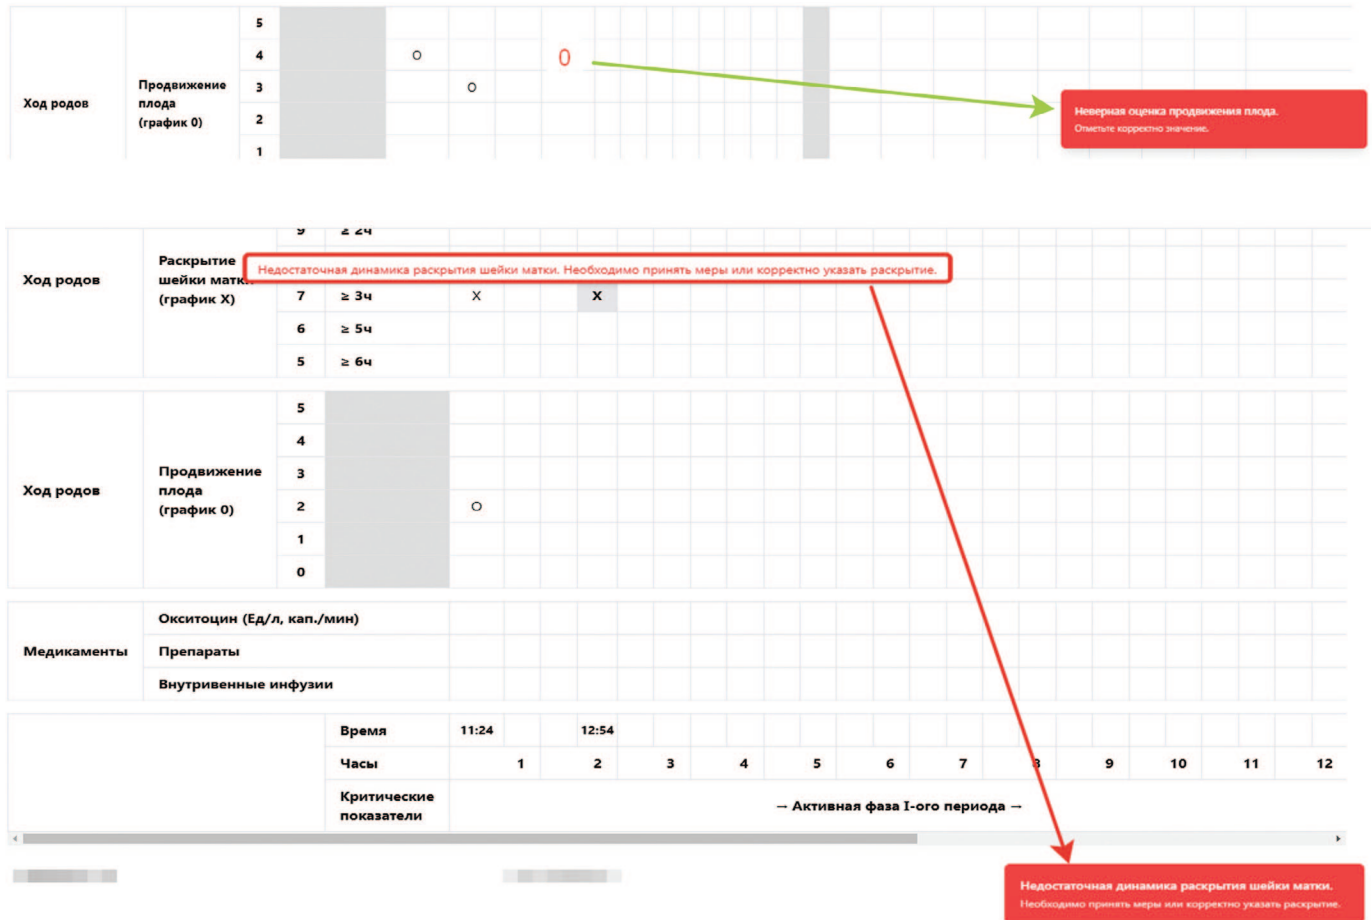 5
4 O 0
Продвижение 3 O
Ход родов плода
(график 0) 2
1
Неверная оценка продвижения плода.
Отметьте корректно значение.
9 ≥ 2ч
Раскрытие
Недостаточная динамика раскрытия шейки матки. Необходимо принять меры или корректно указать раскрытие.
Ход родов шейки матки
(график X) 7 ≥ 3ч X X
6 ≥ 5ч
5 ≥ 6ч
5
4
Продвижение 3
Ход родов плода
(график 0) 2 O
1
0
Окситоцин (Ед/л, кап./мин)
Медикаменты Препараты
Внутривенные инфузии
Время 11:24 12:54
Часы 1 2 3 4 5 6 7 8 9 10 11 12
Критические
показатели → Активная фаза I-ого периода →
Недостаточная динамика раскрытия шейки матки.
Необходимо принять меры или корректно указать раскрытие.